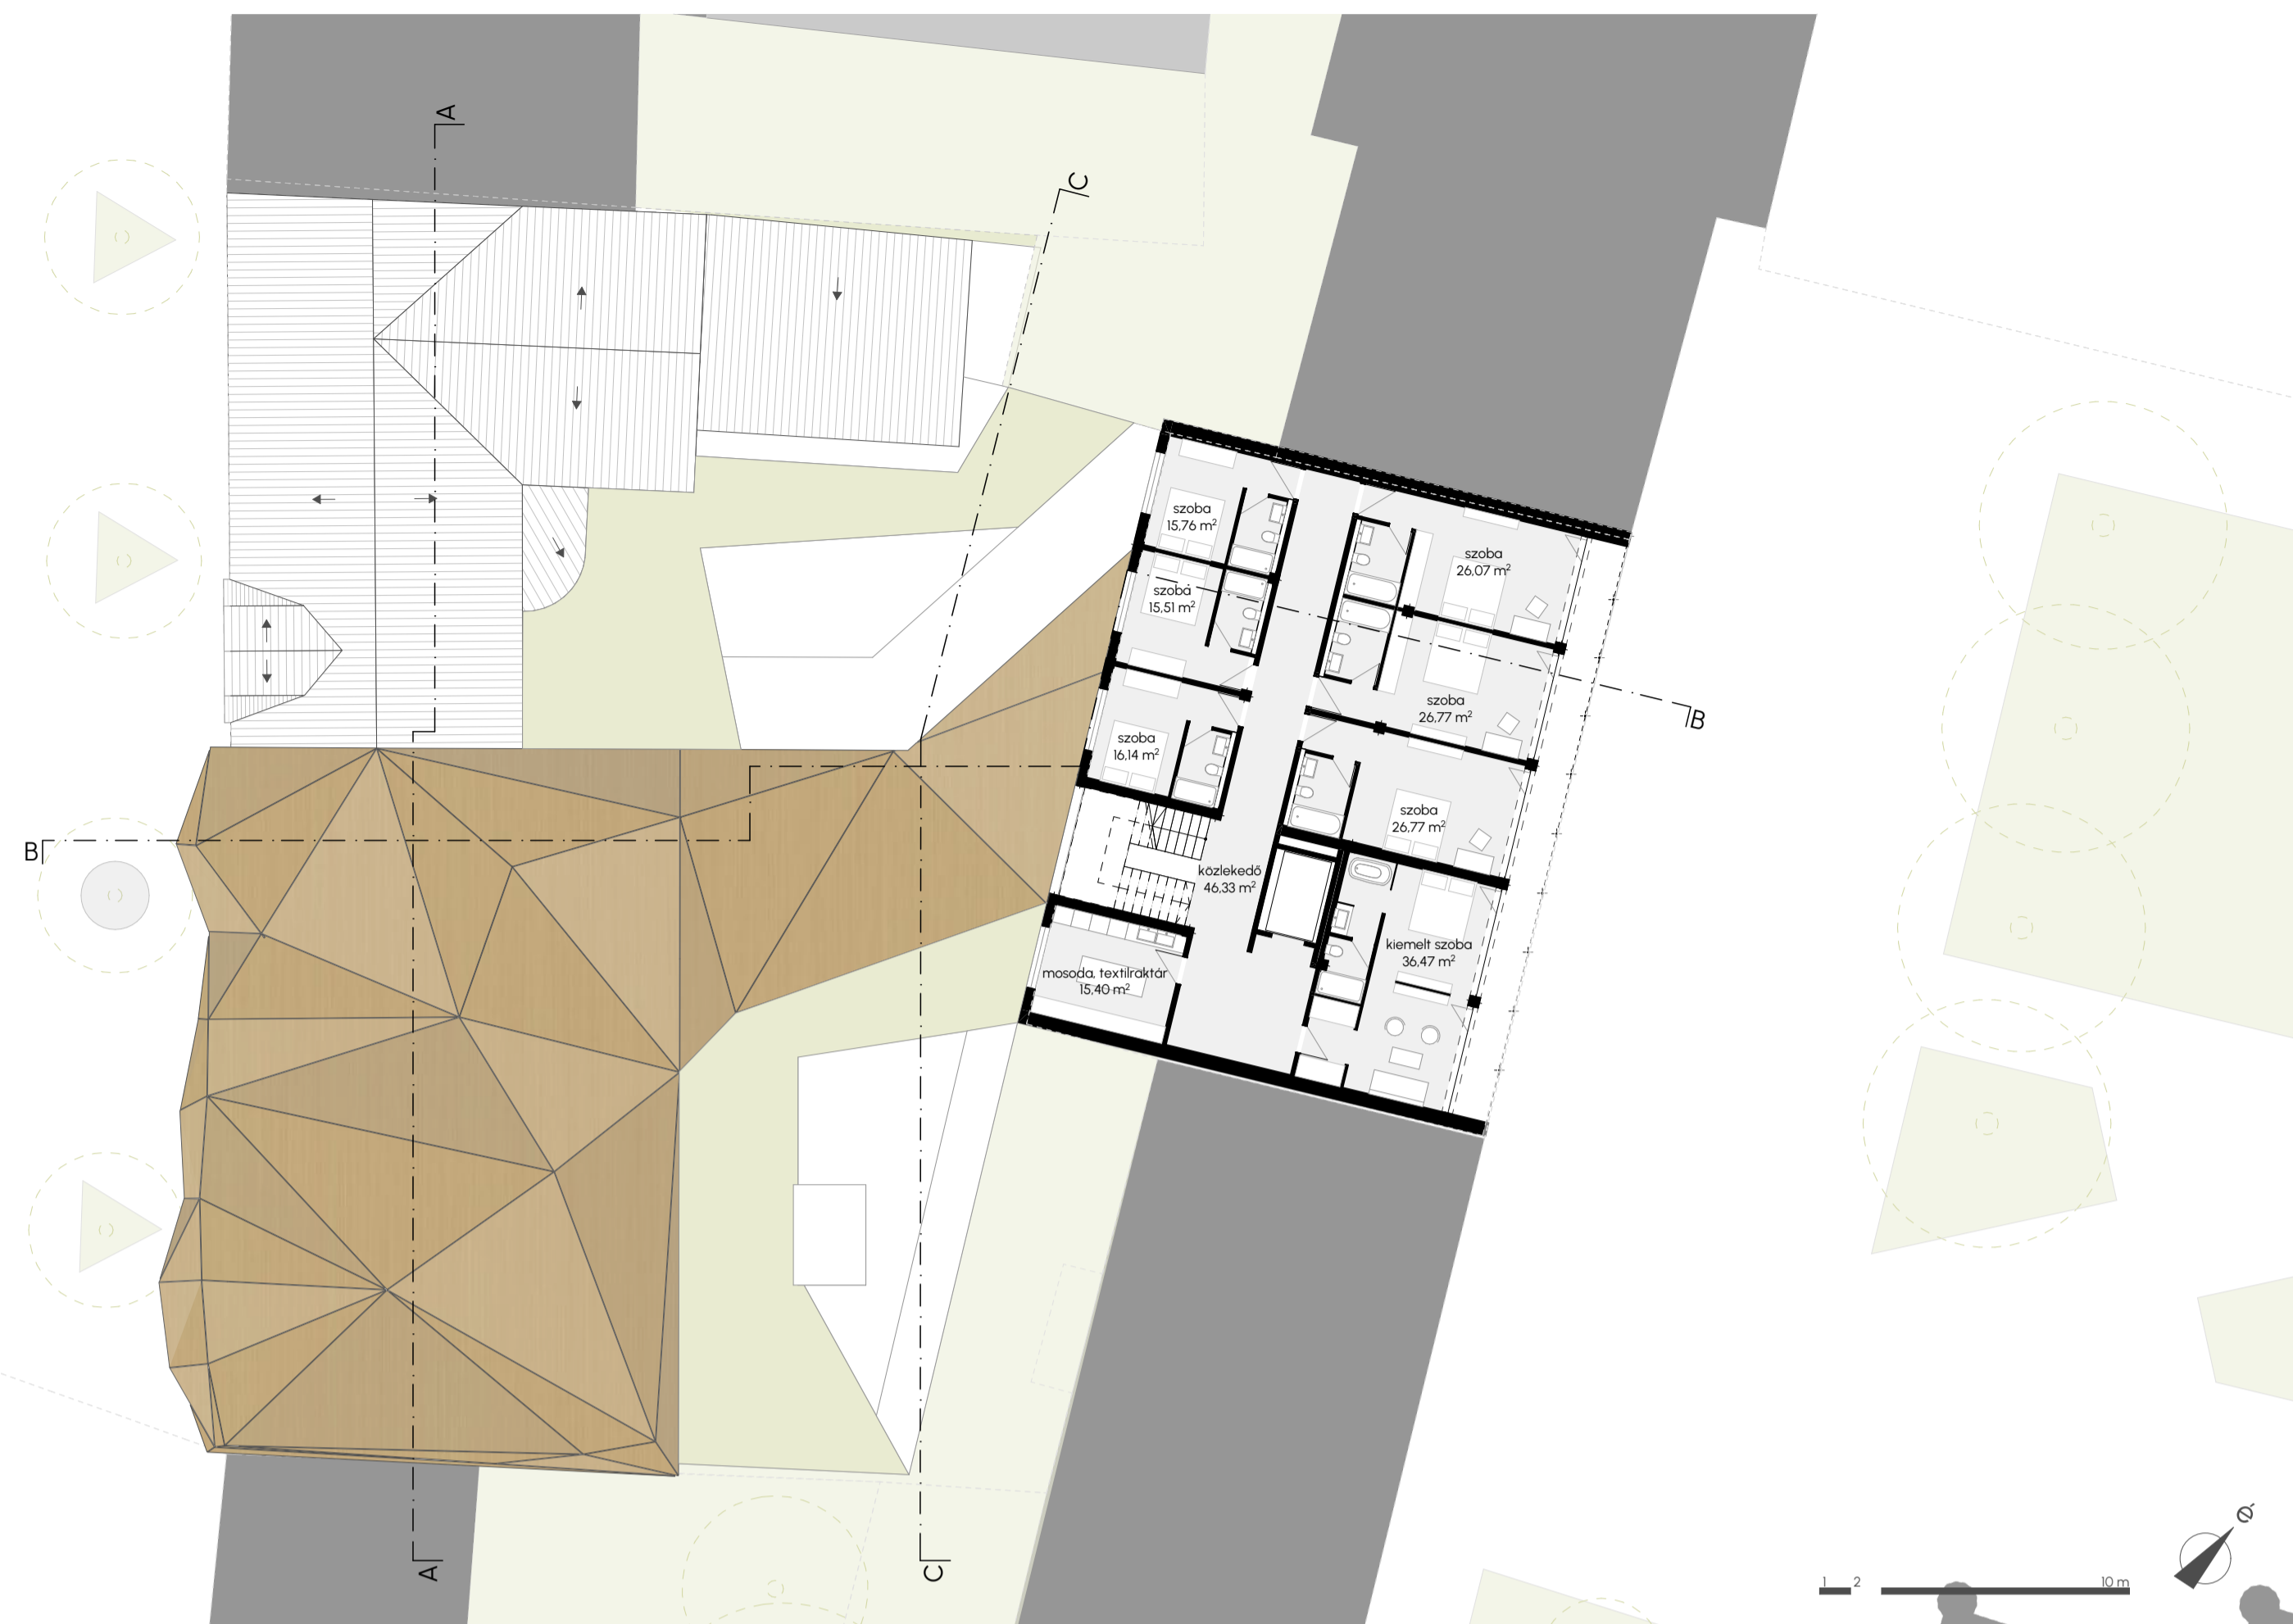 A
C
szoba
15,76 m²
szoba
26,07 m²
szoba
15,51 m²
szoba
26,77 m²
B
szoba
16,14 m²
szoba
26,77 m²
B
közlekedő
46,33 m²
kiemelt szoba
36,47 m²
mosoda, textilraktár
15,40 m²
A
C
É
1 2 10 m